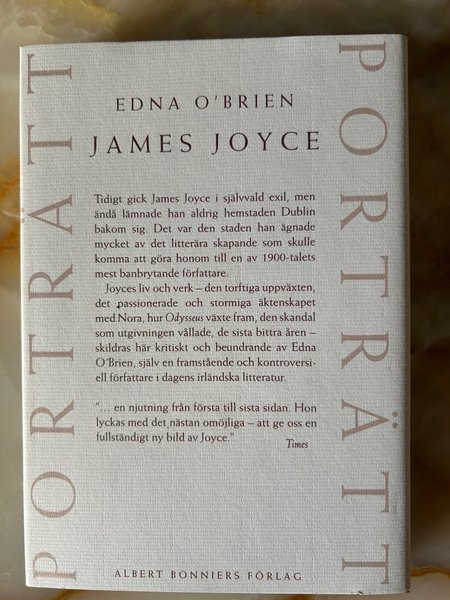 PORTRÄTT
EDNA O'BRIEN
JAMES JOYCE
Tidigt gick James Joyce i självvald exil, men
ändå lämnade han aldrig hemstaden Dublin
bakom sig. Det var den staden han ägnade
mycket av det litterära skapande som skulle
komma att göra honom till en av 1900-talets
mest banbrytande författare.
Joyces liv och verk – den torftiga uppväxten,
det passionerade och stormiga äktenskapet
med Nora, hur Odysseus växte fram, den skandal
som utgivningen vållade, de sista bittra åren –
skildras här kritiskt och beundrande av Edna
O'Brien, själv en framstående och kontroversi-
ell författare i dagens irländska litteratur.
"... en njutning från första till sista sidan. Hon
lyckas med det nästan omöjliga – att ge oss en
fullständigt ny bild av Joyce."
Times
ALBERT BONNIERS FÖRLAG
PORTRÄTT